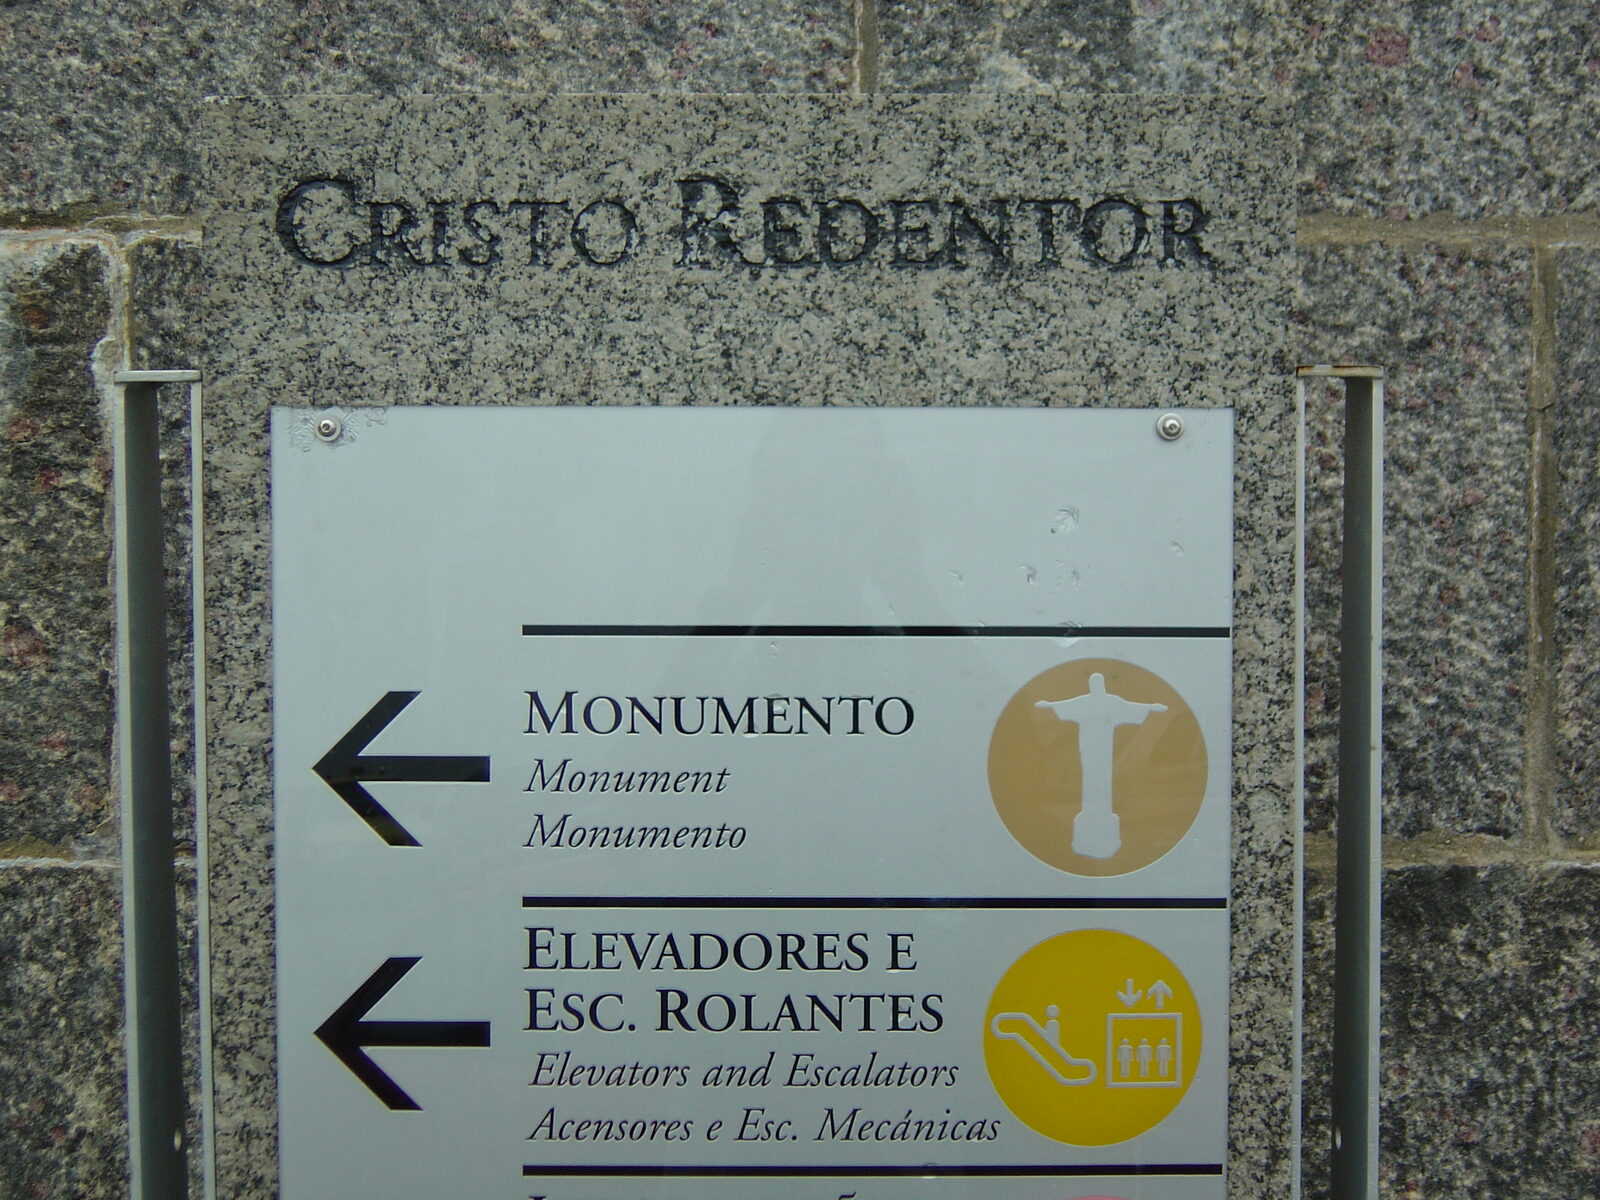 CRISTO REDENTOR
MONUMENTO
Monument
Monumento
ELEVADORES E
ESC. ROLANTES
Elevators and Escalators
Acensores e Esc. Mecánicas